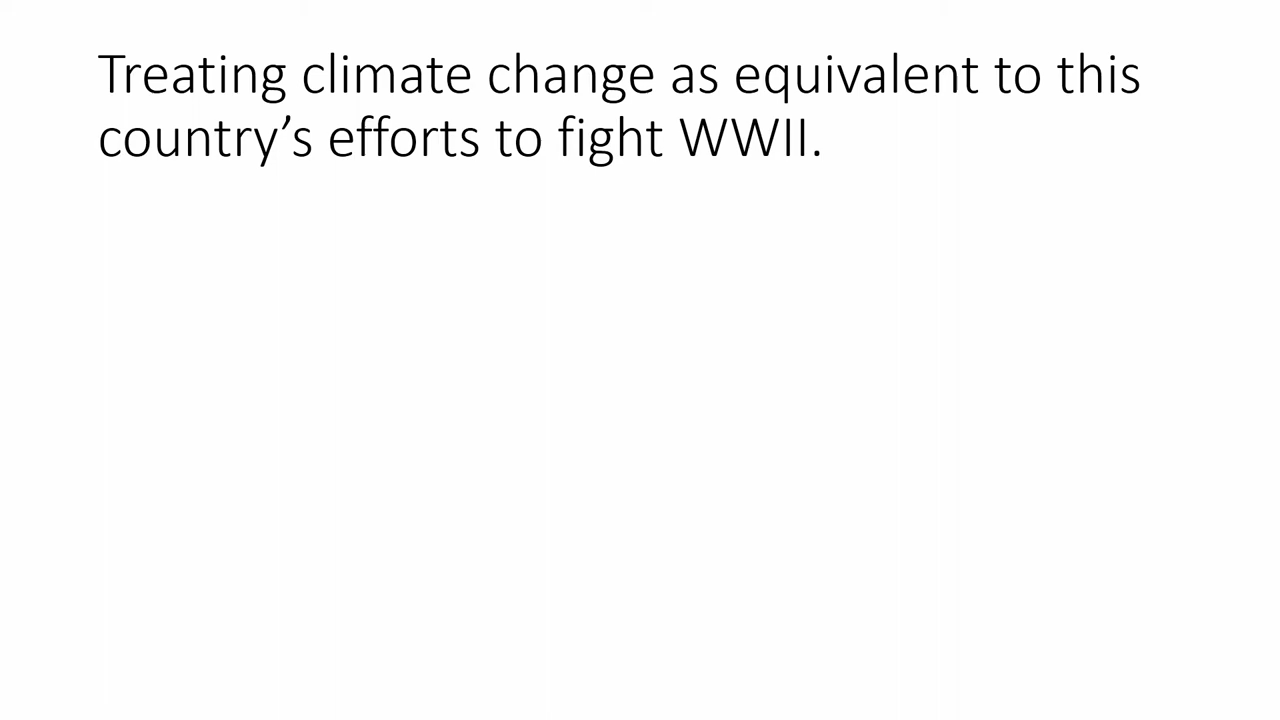 Treating climate change as equivalent to this
country’s efforts to fight WWII.